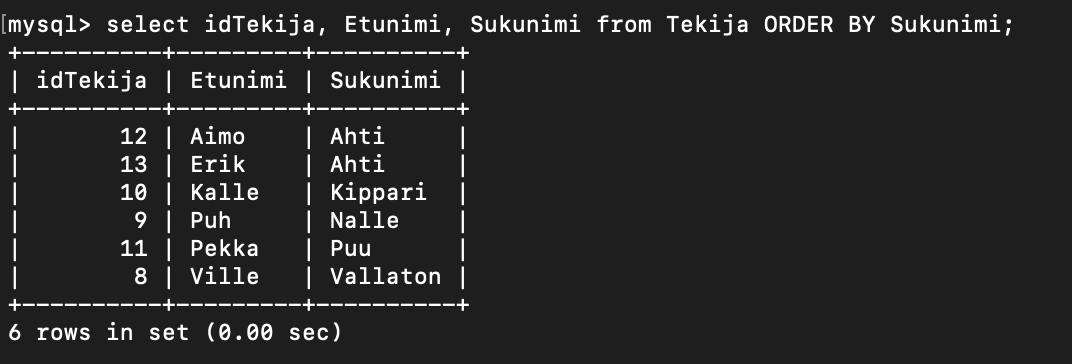 [mysql> select idTekija, Etunimi, Sukunimi from Tekija ORDER BY Sukunimi;
+----------+---------+-----------+
| idTekija | Etunimi | Sukunimi  |
+----------+---------+-----------+
|       12 | Aimo    | Ahti      |
|       13 | Erik    | Ahti      |
|       10 | Kalle   | Kippari   |
|        9 | Puh     | Nalle     |
|       11 | Pekka   | Puu       |
|        8 | Ville   | Vallaton  |
+----------+---------+-----------+
6 rows in set (0.00 sec)